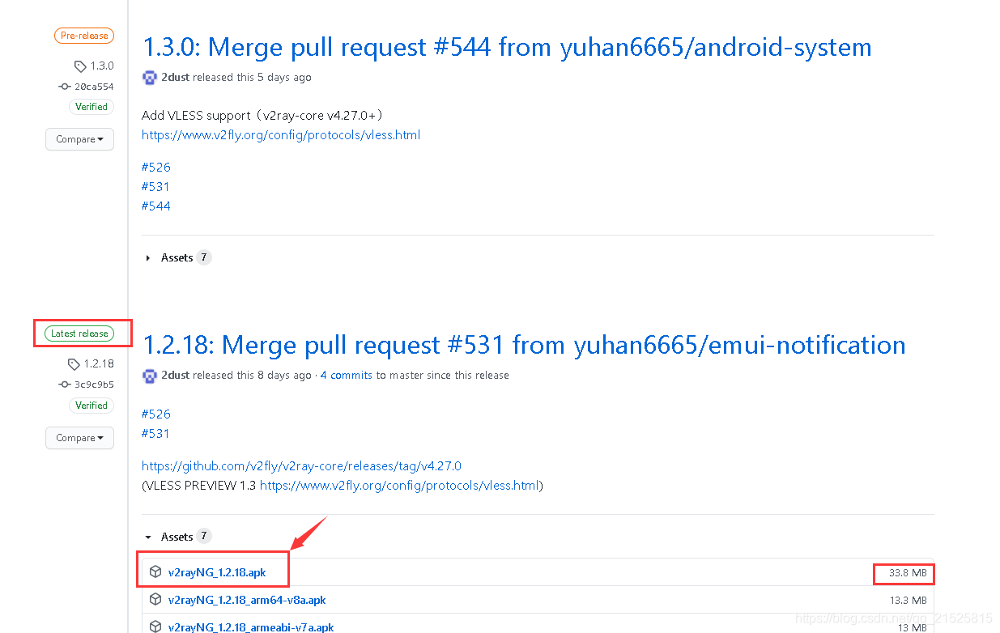 Pre-release
1.3.0: Merge pull request #544 from yuhan6665/android-system
1.3.0
2dust released this 5 days ago
20ca554
Verified
Add VLESS support（v2ray-core v4.27.0+）
https://www.v2fly.org/config/protocols/vless.html
Compare
#526
#531
#544
Assets 7
Latest release
1.2.18: Merge pull request #531 from yuhan6665/emui-notification
1.2.18
2dust released this 8 days ago · 4 commits to master since this release
3c9c9b5
Verified
#526
#531
Compare
https://github.com/v2fly/v2ray-core/releases/tag/v4.27.0
(VLESS PREVIEW 1.3 https://www.v2fly.org/config/protocols/vless.html)
Assets 7
v2rayNG_1.2.18.apk 33.8 MB
v2rayNG_1.2.18_arm64-v8a.apk 13.3 MB
v2rayNG_1.2.18_armeabi-v7a.apk 13 MB
https://blog.csdn.net/qq_21525815